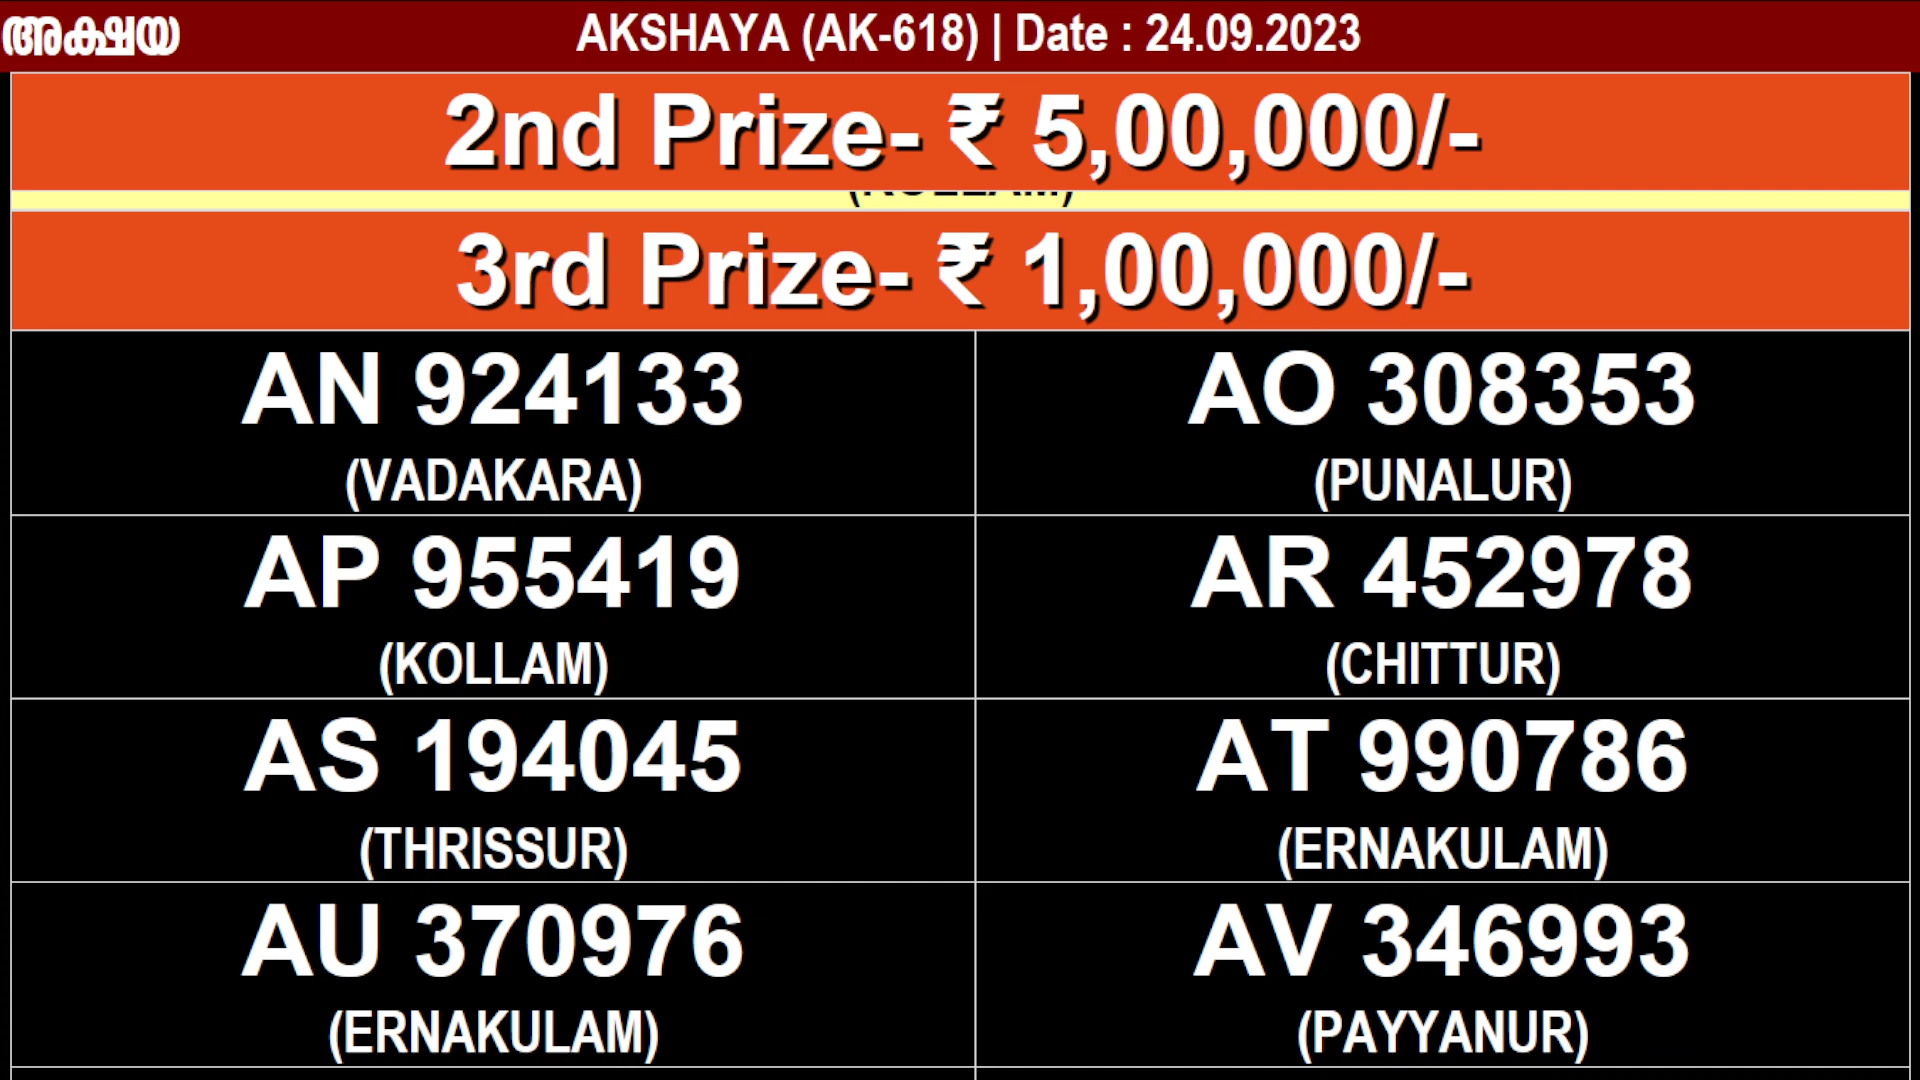 അക്ഷയ
AKSHAYA (AK-618) | Date : 24.09.2023
2nd Prize- ₹ 5,00,000/-
(KOLLAM)
3rd Prize- ₹ 1,00,000/-
AN 924133
AO 308353
(VADAKARA)
(PUNALUR)
AP 955419
AR 452978
(KOLLAM)
(CHITTUR)
AS 194045
AT 990786
(THRISSUR)
(ERNAKULAM)
AU 370976
AV 346993
(ERNAKULAM)
(PAYYANUR)